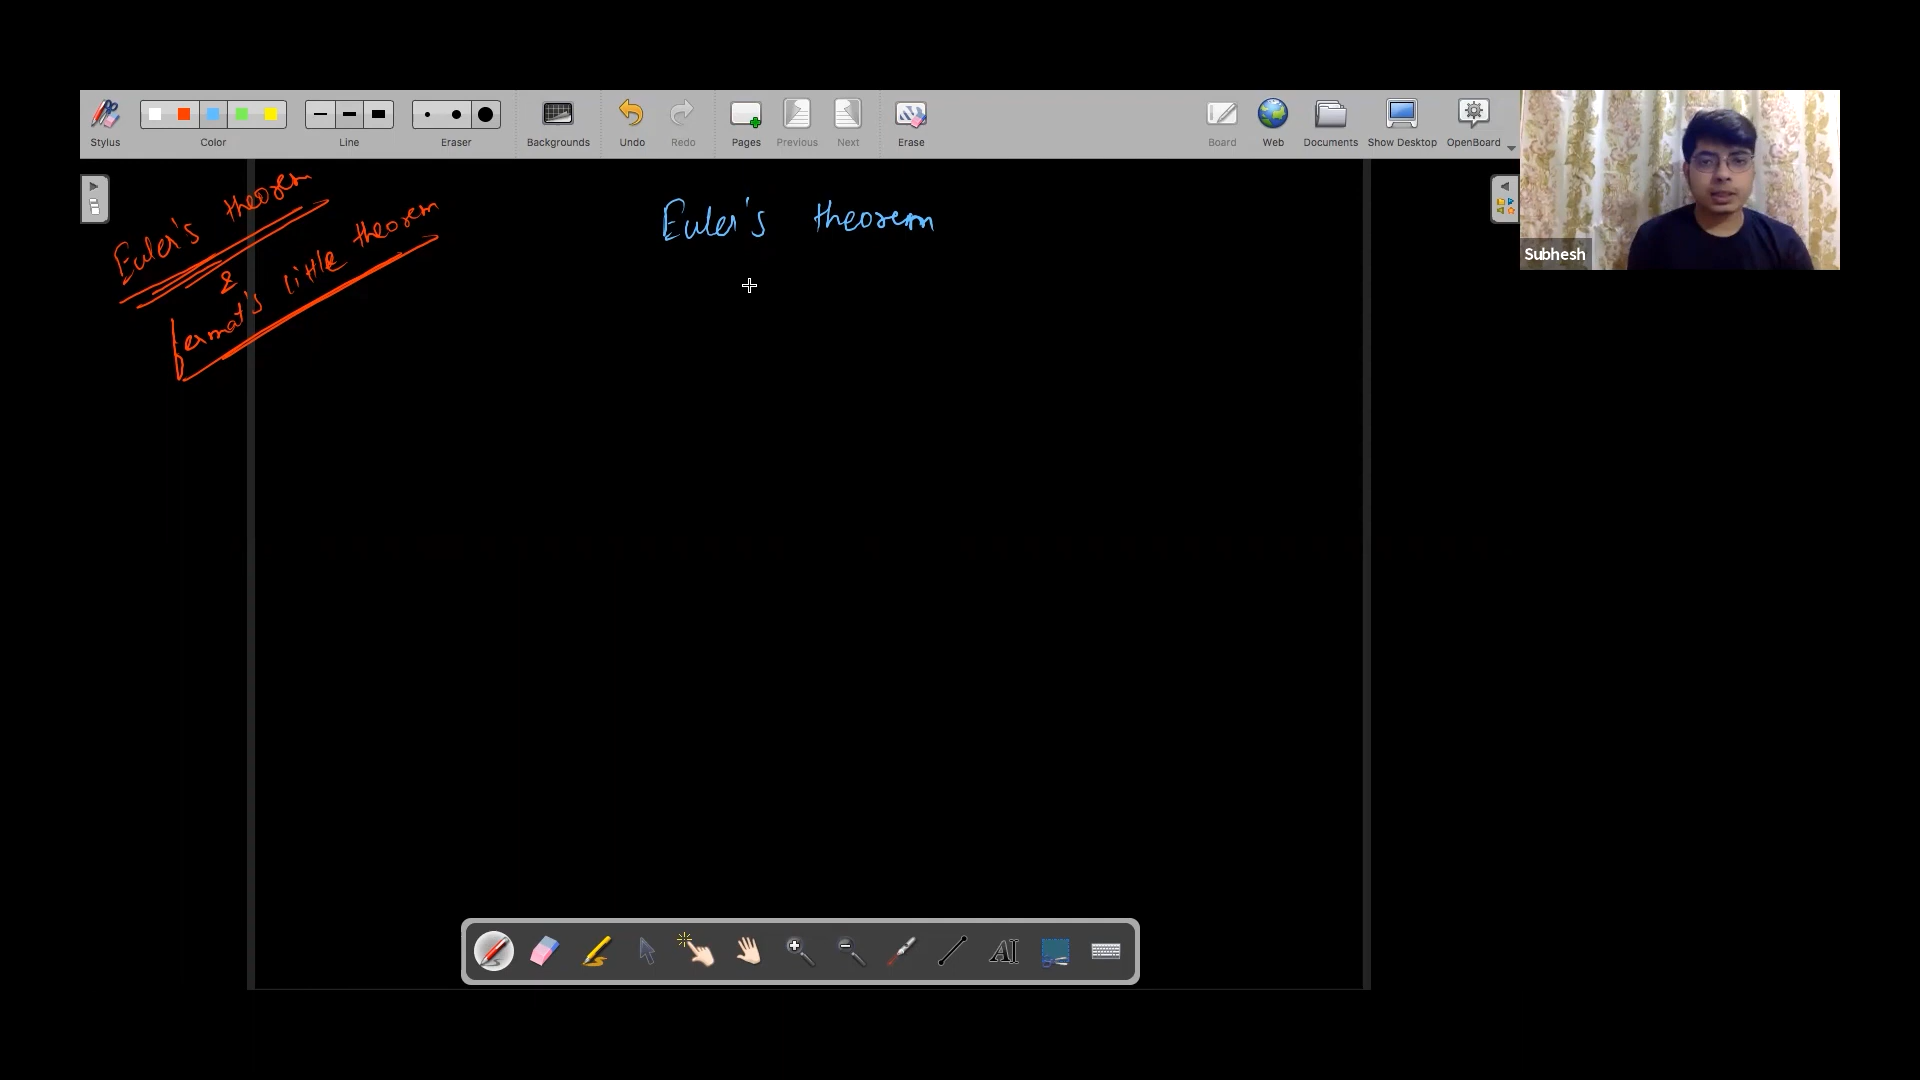 Stylus
Color
Line
Eraser
Backgrounds
Undo
Redo
Pages
Previous
Next
Erase
Board
Web
Documents
Show Desktop
OpenBoard
Subhesh
Euler's theorem
&
fermat's little theorem
Euler's theorem
AI